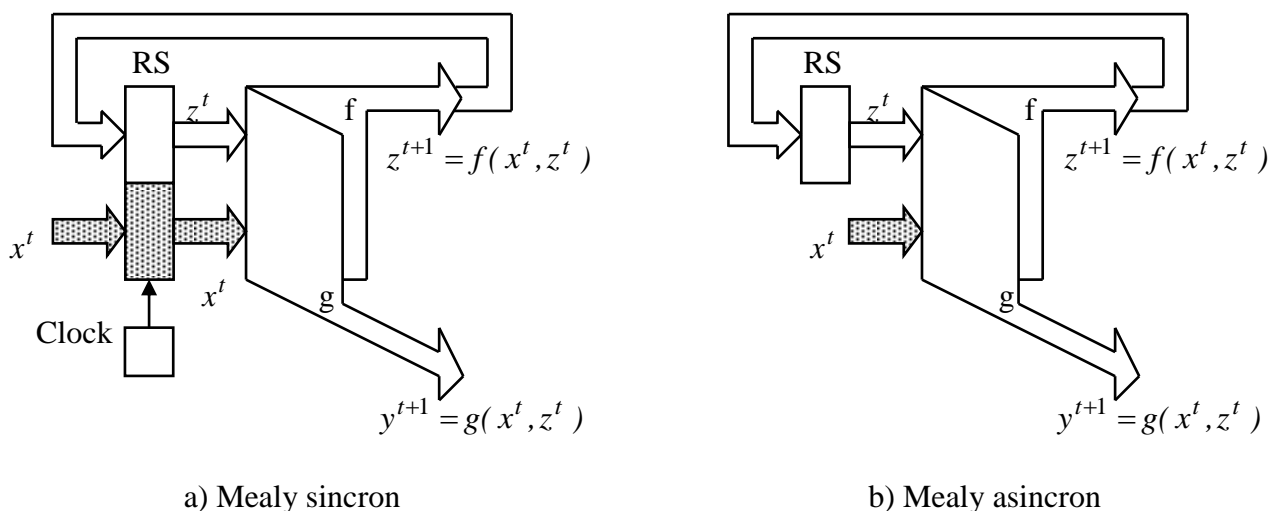 RS
z^t
f
z^{t+1} = f( x^t , z^t )
x^t
x^t
g
Clock
y^{t+1} = g( x^t , z^t )
a) Mealy sincron
RS
z^t
f
z^{t+1} = f( x^t , z^t )
x^t
g
y^{t+1} = g( x^t , z^t )
b) Mealy asincron